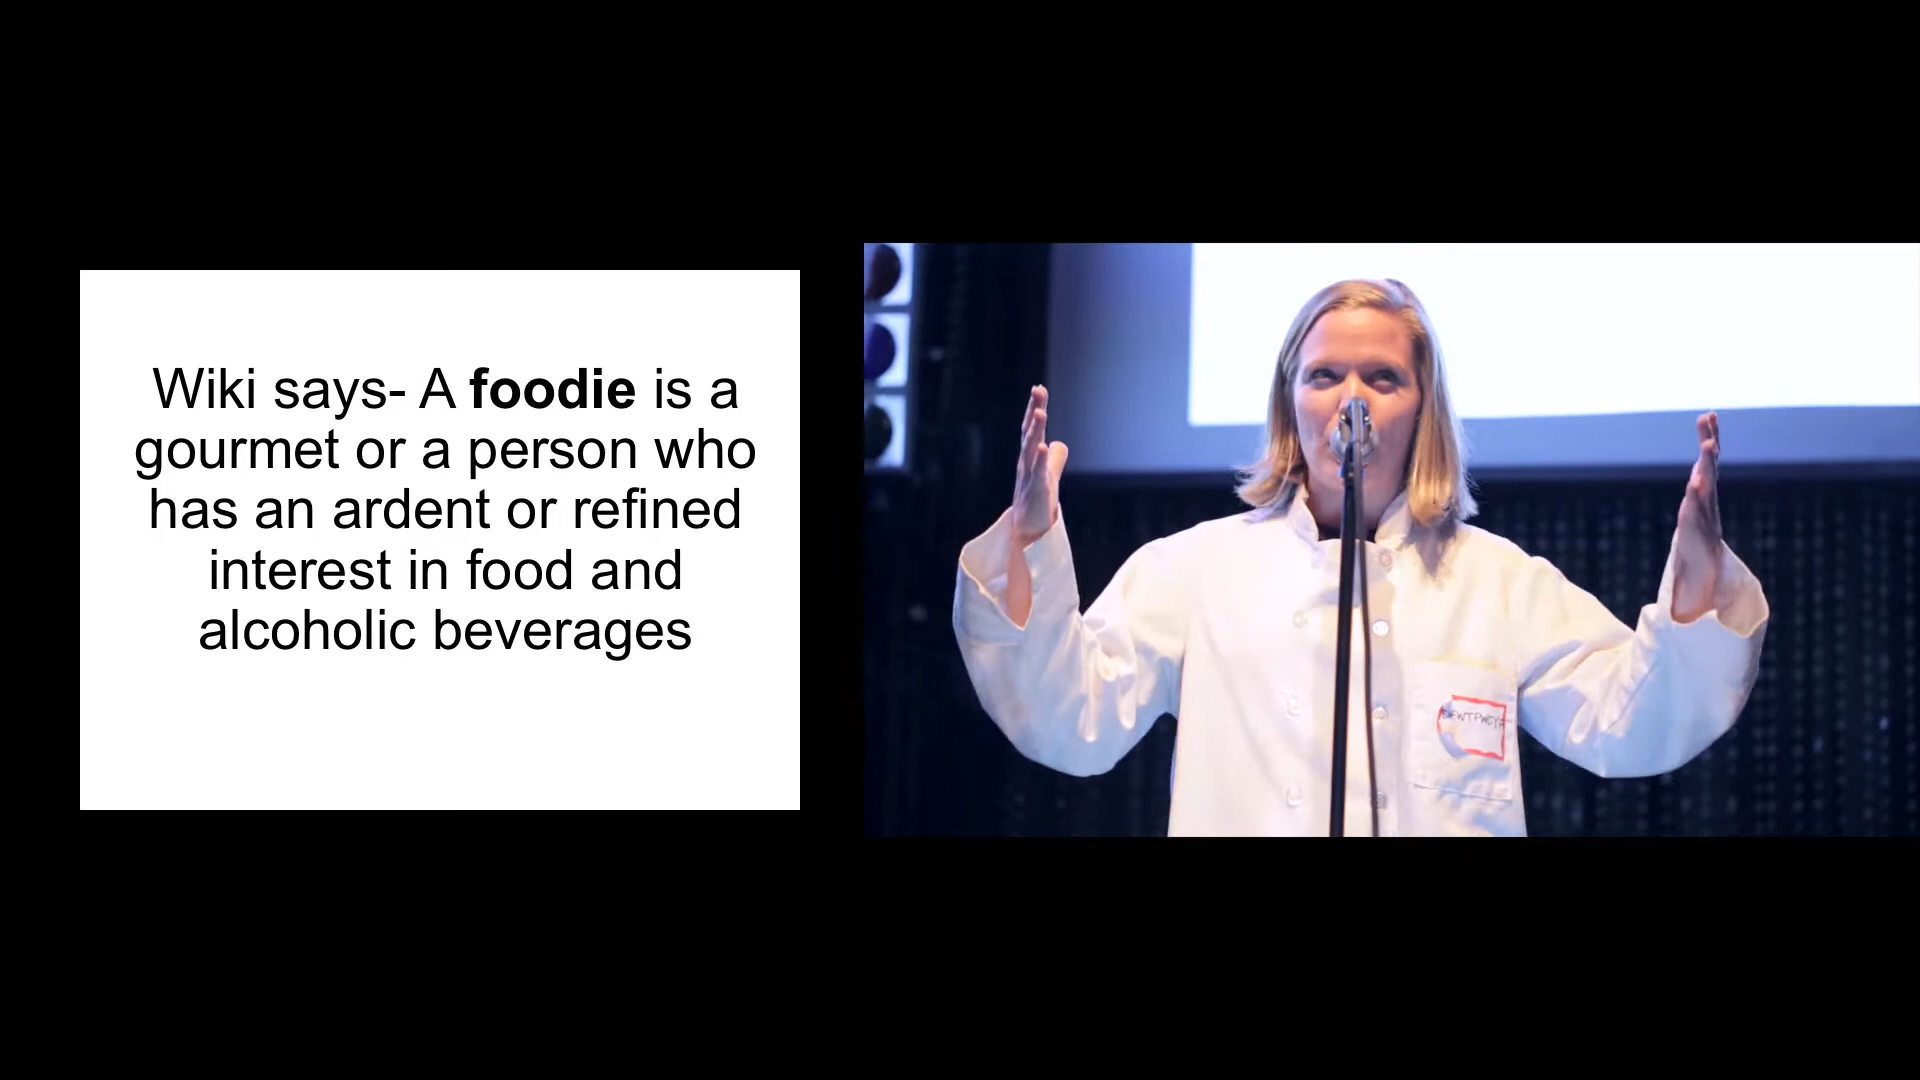 Wiki says- A foodie is a
gourmet or a person who
has an ardent or refined
interest in food and
alcoholic beverages